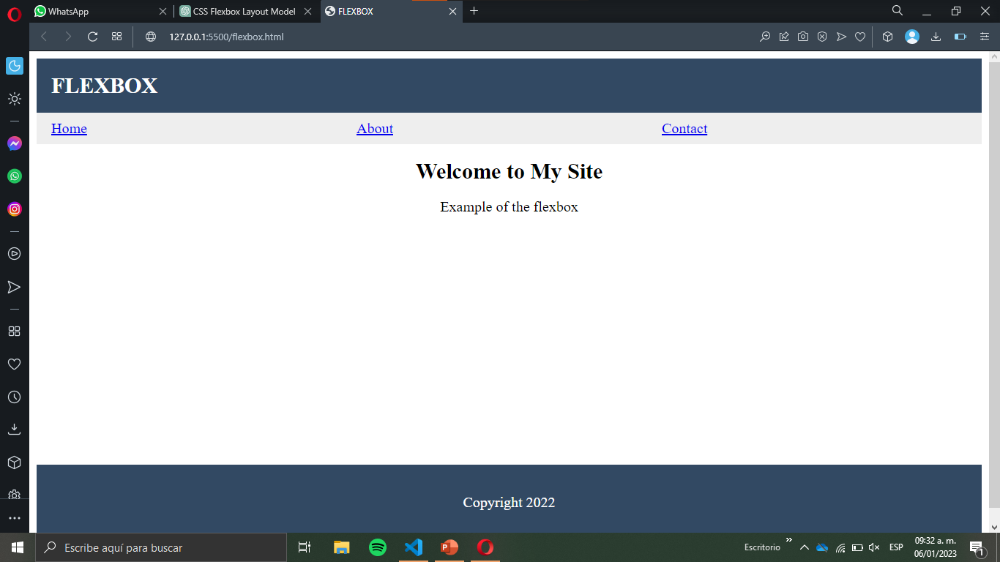 WhatsApp
CSS Flexbox Layout Model
FLEXBOX
127.0.0.1:5500/flexbox.html
FLEXBOX
Home About Contact
Welcome to My Site
Example of the flexbox
Copyright 2022
Escribe aquí para buscar
P
Escritorio
ESP
09:32 a. m.
06/01/2023
1